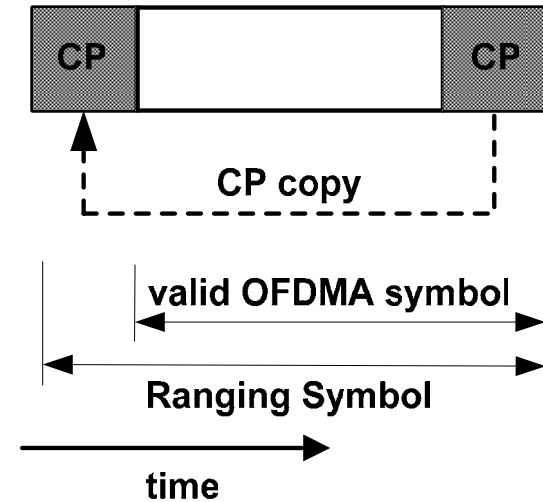 CP CP
CP copy
valid OFDMA symbol
Ranging Symbol
time